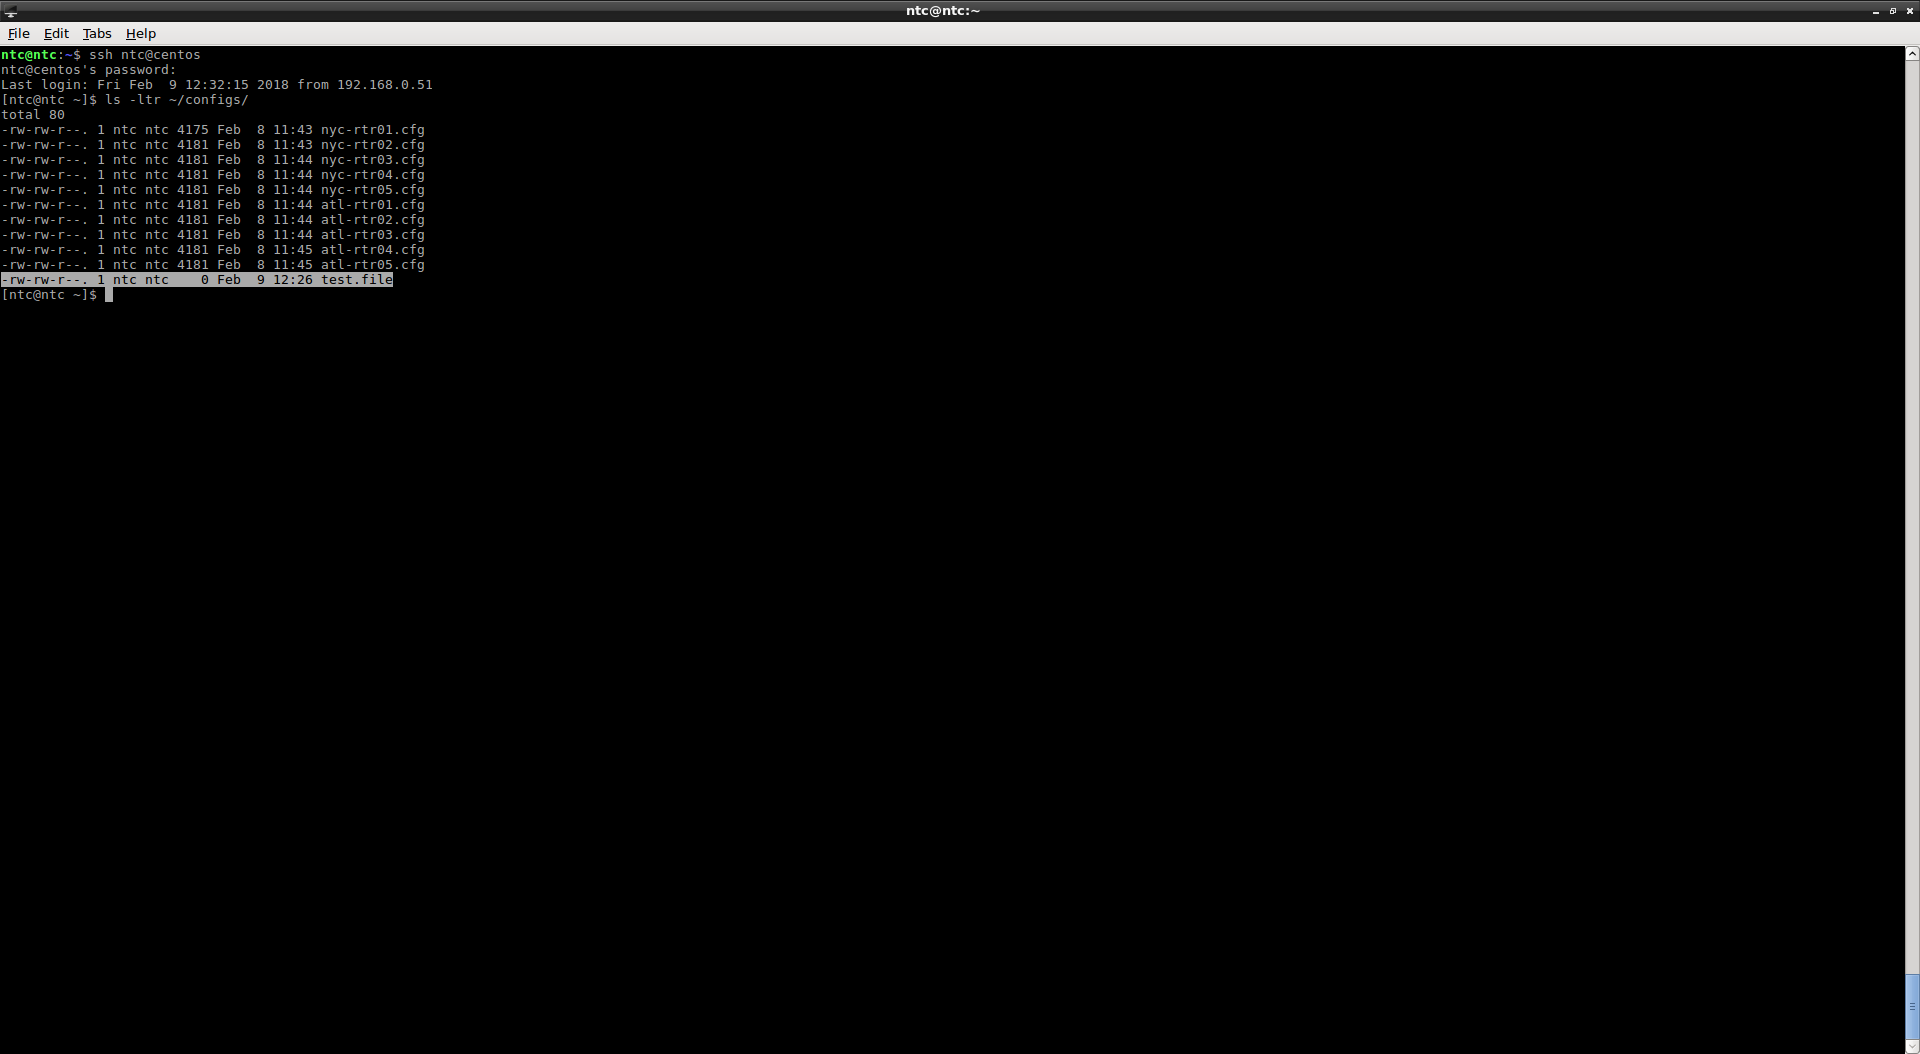 ntc@ntc:~
File Edit Tabs Help
ntc@ntc:~$ ssh ntc@centos
ntc@centos's password:
Last login: Fri Feb  9 12:32:15 2018 from 192.168.0.51
[ntc@ntc ~]$ ls -ltr ~/configs/
total 80
-rw-rw-r--. 1 ntc ntc 4175 Feb  8 11:43 nyc-rtr01.cfg
-rw-rw-r--. 1 ntc ntc 4181 Feb  8 11:43 nyc-rtr02.cfg
-rw-rw-r--. 1 ntc ntc 4181 Feb  8 11:44 nyc-rtr03.cfg
-rw-rw-r--. 1 ntc ntc 4181 Feb  8 11:44 nyc-rtr04.cfg
-rw-rw-r--. 1 ntc ntc 4181 Feb  8 11:44 nyc-rtr05.cfg
-rw-rw-r--. 1 ntc ntc 4181 Feb  8 11:44 atl-rtr01.cfg
-rw-rw-r--. 1 ntc ntc 4181 Feb  8 11:44 atl-rtr02.cfg
-rw-rw-r--. 1 ntc ntc 4181 Feb  8 11:44 atl-rtr03.cfg
-rw-rw-r--. 1 ntc ntc 4181 Feb  8 11:45 atl-rtr04.cfg
-rw-rw-r--. 1 ntc ntc 4181 Feb  8 11:45 atl-rtr05.cfg
-rw-rw-r--. 1 ntc ntc    0 Feb  9 12:26 test.file
[ntc@ntc ~]$